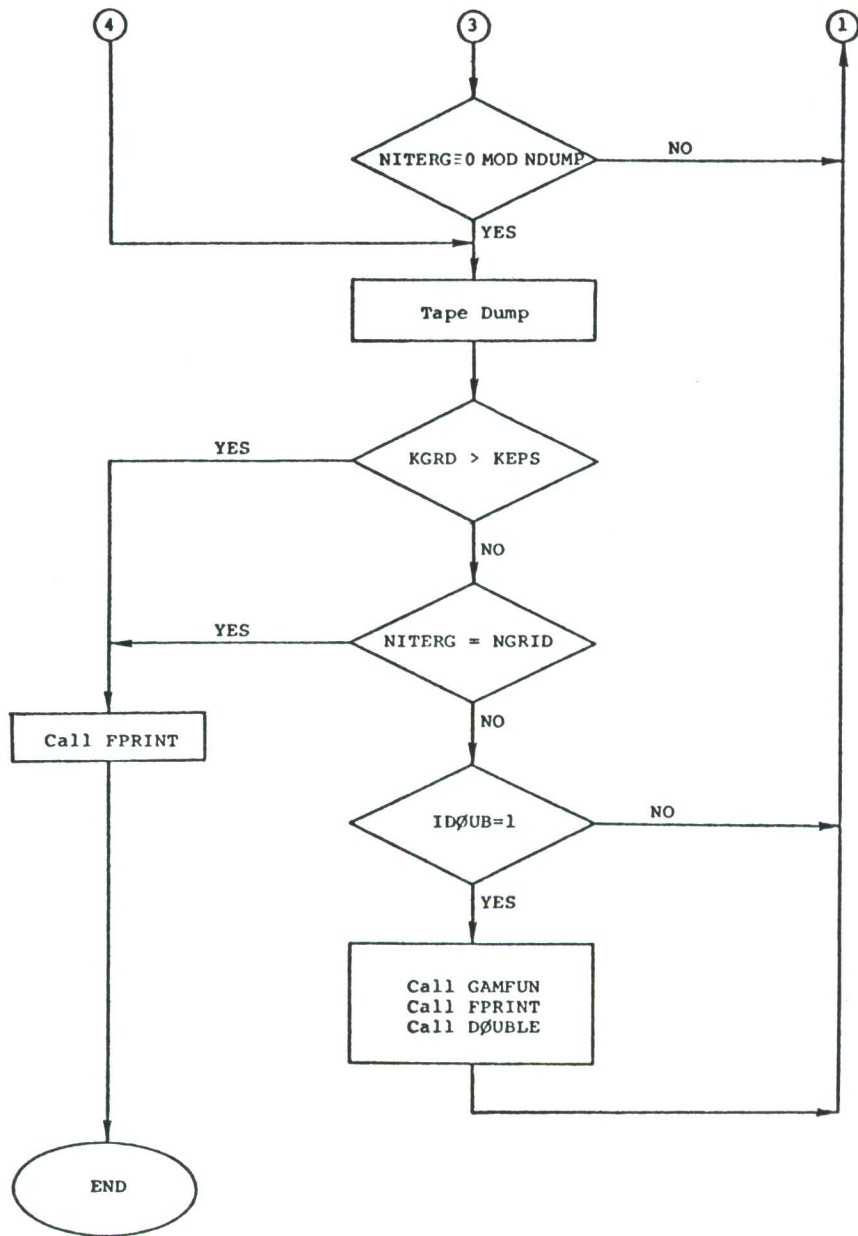 4
3
1
NITERG≡0 MOD NDUMP
NO
YES
Tape Dump
YES
KGRD > KEPS
NO
YES
NITERG = NGRID
NO
Call FPRINT
IDØUB=1
NO
YES
Call GAMFUN
Call FPRINT
Call DØUBLE
END